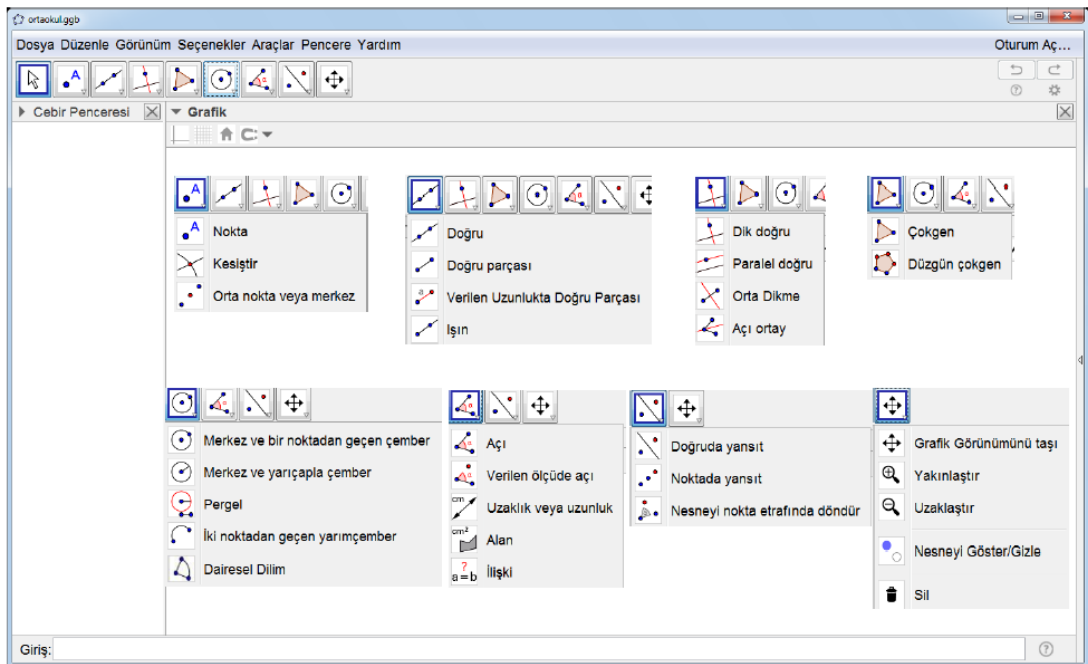 ortaokul.ggb
Dosya Düzenle Görünüm Seçenekler Araçlar Pencere Yardım
Oturum Aç...
Cebir Penceresi
Grafik
Nokta
Kesiştir
Orta nokta veya merkez
Doğru
Doğru parçası
Verilen Uzunlukta Doğru Parçası
Işın
Dik doğru
Paralel doğru
Orta Dikme
Açı ortay
Çokgen
Düzgün çokgen
Merkez ve bir noktadan geçen çember
Merkez ve yarıçapla çember
Pergel
İki noktadan geçen yarımçember
Dairesel Dilim
Açı
Verilen ölçüde açı
cm
Uzaklık veya uzunluk
cm²
Alan
?
a=b
İlişki
Doğruda yansıt
Noktada yansıt
Nesneyi nokta etrafında döndür
Grafik Görünümünü taşı
Yakınlaştır
Uzaklaştır
Nesneyi Göster/Gizle
Sil
Giriş: